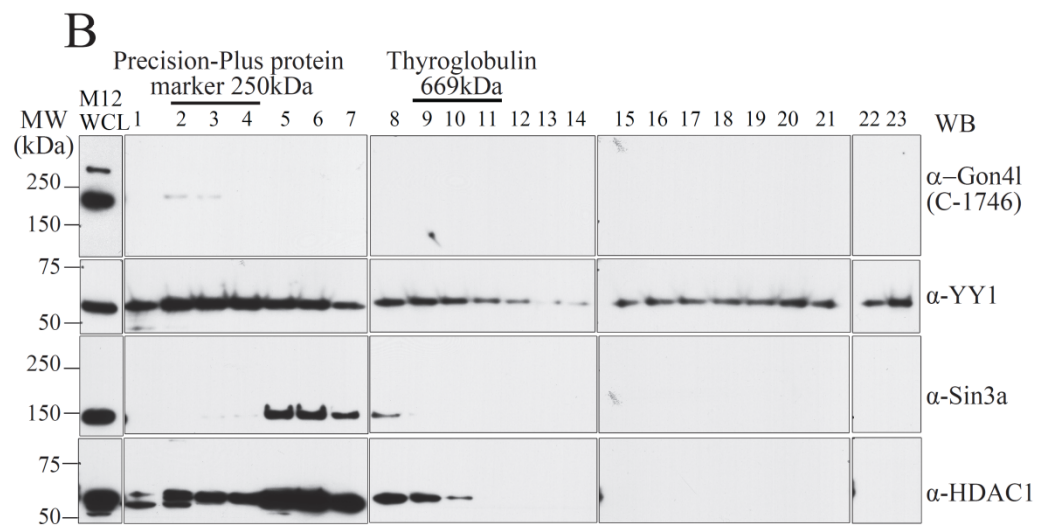 B
Precision-Plus protein
marker 250kDa
Thyroglobulin
669kDa
MW
(kDa)
M12
WCL
1 2 3 4 5 6 7 8 9 10 11 12 13 14 15 16 17 18 19 20 21 22 23
WB
250
150
α–Gon4l
(C-1746)
75
50
α-YY1
250
150
α-Sin3a
75
50
α-HDAC1